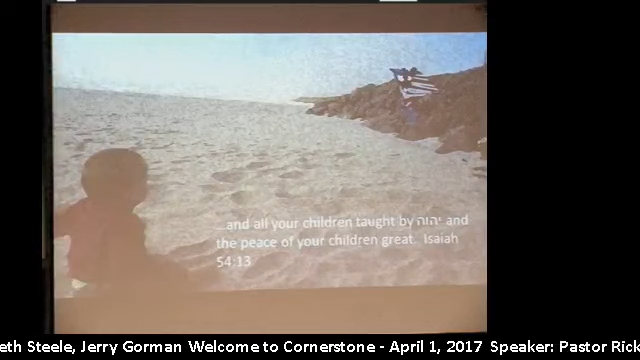 ...and all your children taught by יהוה and
the peace of your children great. Isaiah
54:13
eth Steele, Jerry Gorman Welcome to Cornerstone - April 1, 2017 Speaker: Pastor Rick